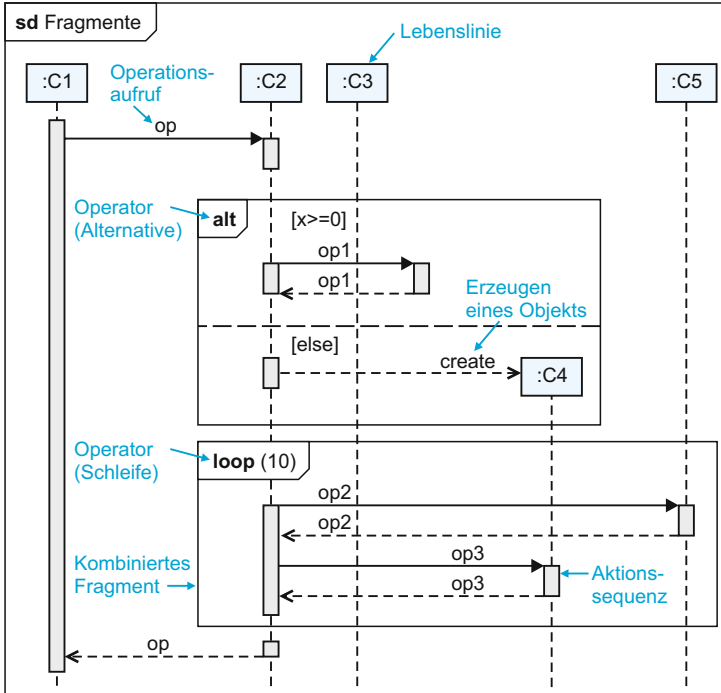 sd Fragmente
Lebenslinie
:C1
Operations-
aufruf
:C2
:C3
:C5
op
Operator
(Alternative)
alt
[x>=0]
op1
op1
Erzeugen
eines Objekts
[else]
create
:C4
Operator
(Schleife)
loop (10)
op2
op2
Kombiniertes
Fragment
op3
op3
Aktions-
sequenz
op